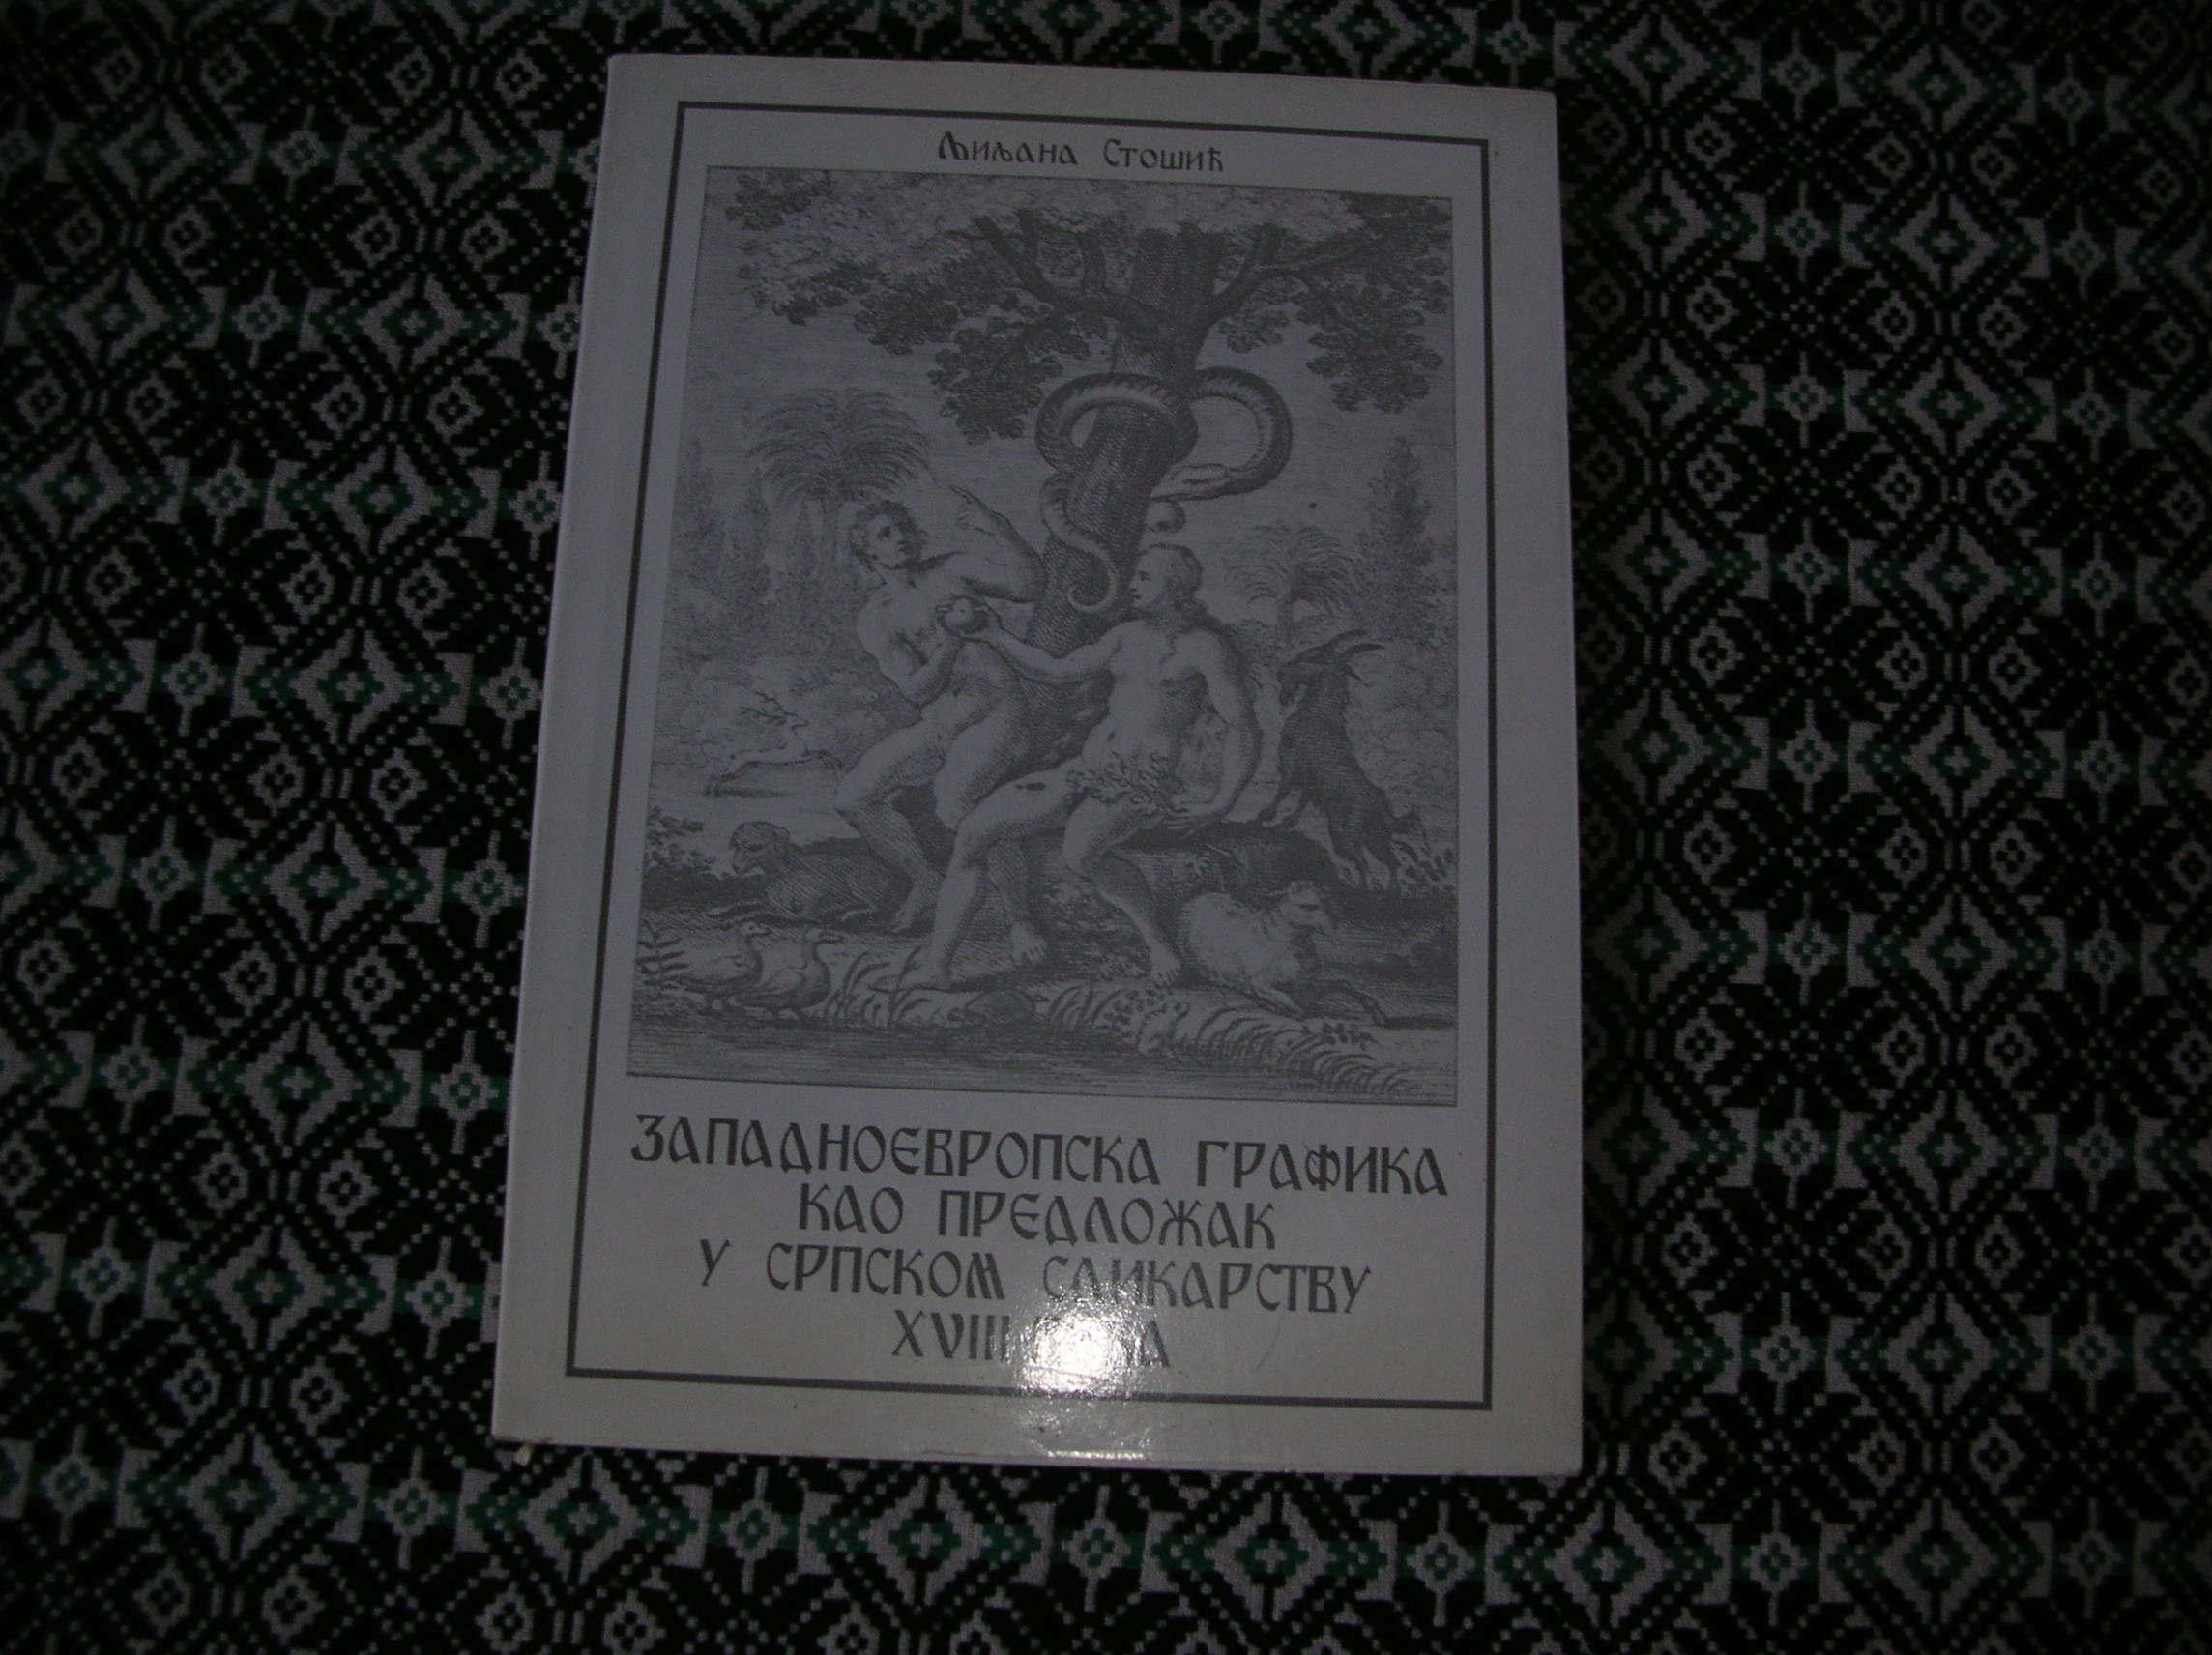 Љиљана Стошић
ЗАПАДНОЕВРОПСКА ГРАФИКА
КАО ПРЕДЛОЖАК
У СРПСКОМ СЛИКАРСТВУ
XVIII